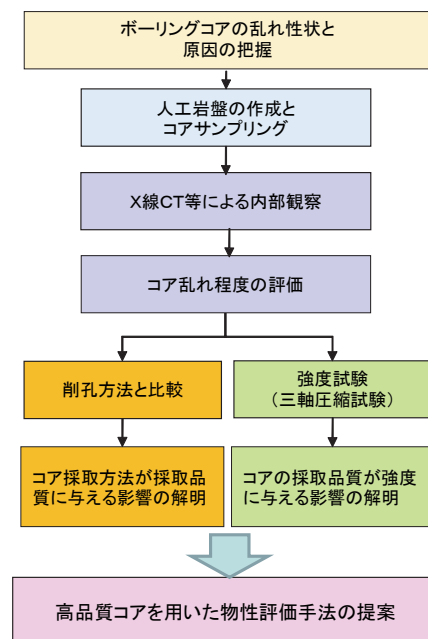 ボーリングコアの乱れ性状と
原因の把握
人工岩盤の作成と
コアサンプリング
X線CT等による内部観察
コア乱れ程度の評価
削孔方法と比較
強度試験
（三軸圧縮試験）
コア採取方法が採取品
質に与える影響の解明
コアの採取品質が強度
に与える影響の解明
高品質コアを用いた物性評価手法の提案